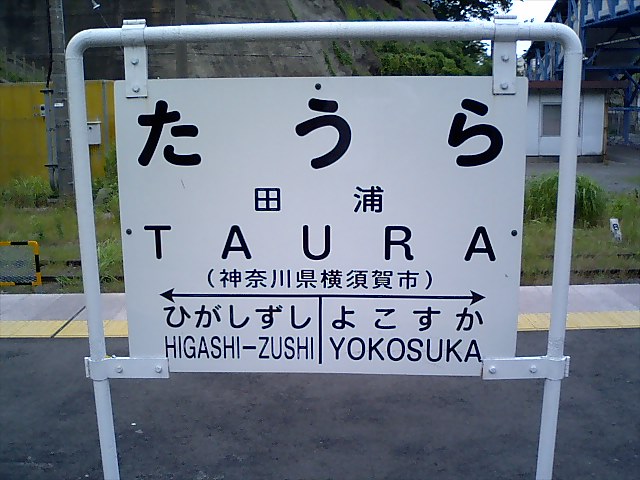 たうら
田浦
TAURA
(神奈川県横須賀市)
ひがしずし よこすか
HIGASHI-ZUSHI YOKOSUKA